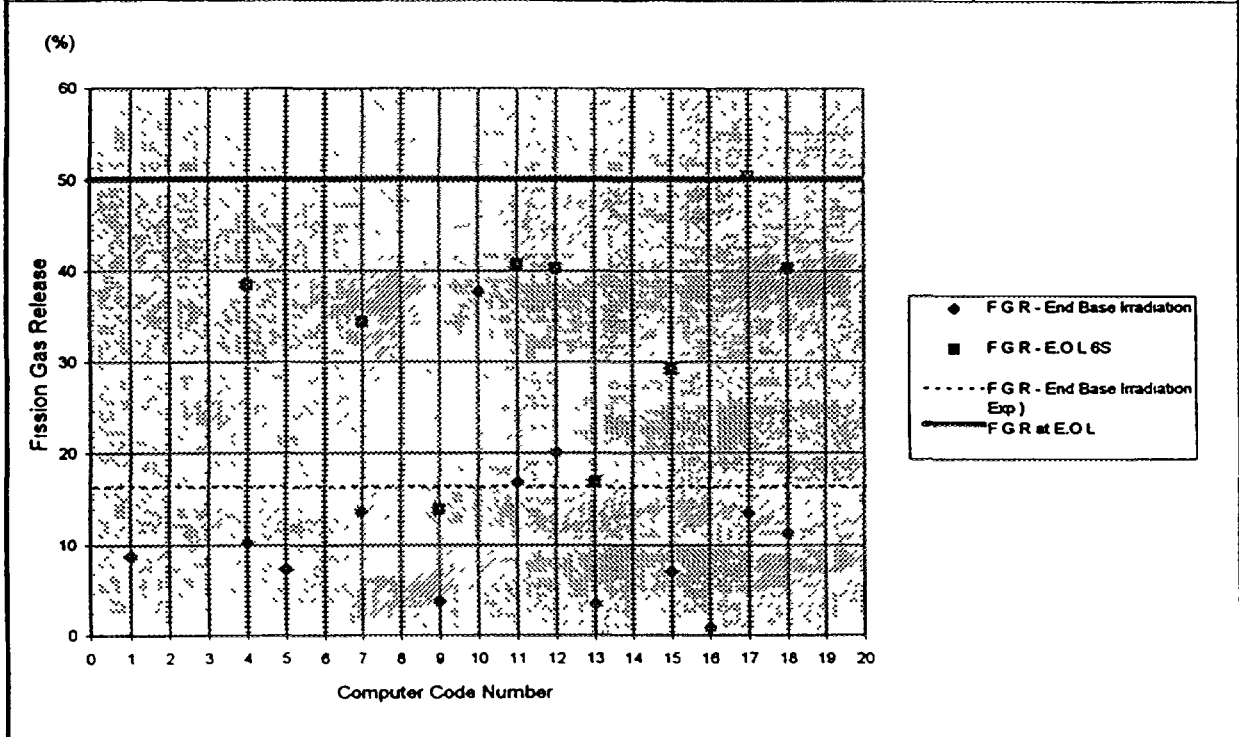 (%)
60
50
40
30
20
10
0
Fission Gas Release
0 1 2 3 4 5 6 7 8 9 10 11 12 13 14 15 16 17 18 19 20
Computer Code Number
F G R - End Base Irradiation
F G R - E.O L 6S
F G R - End Base Irradiation
Exp )
F G R at E.O L